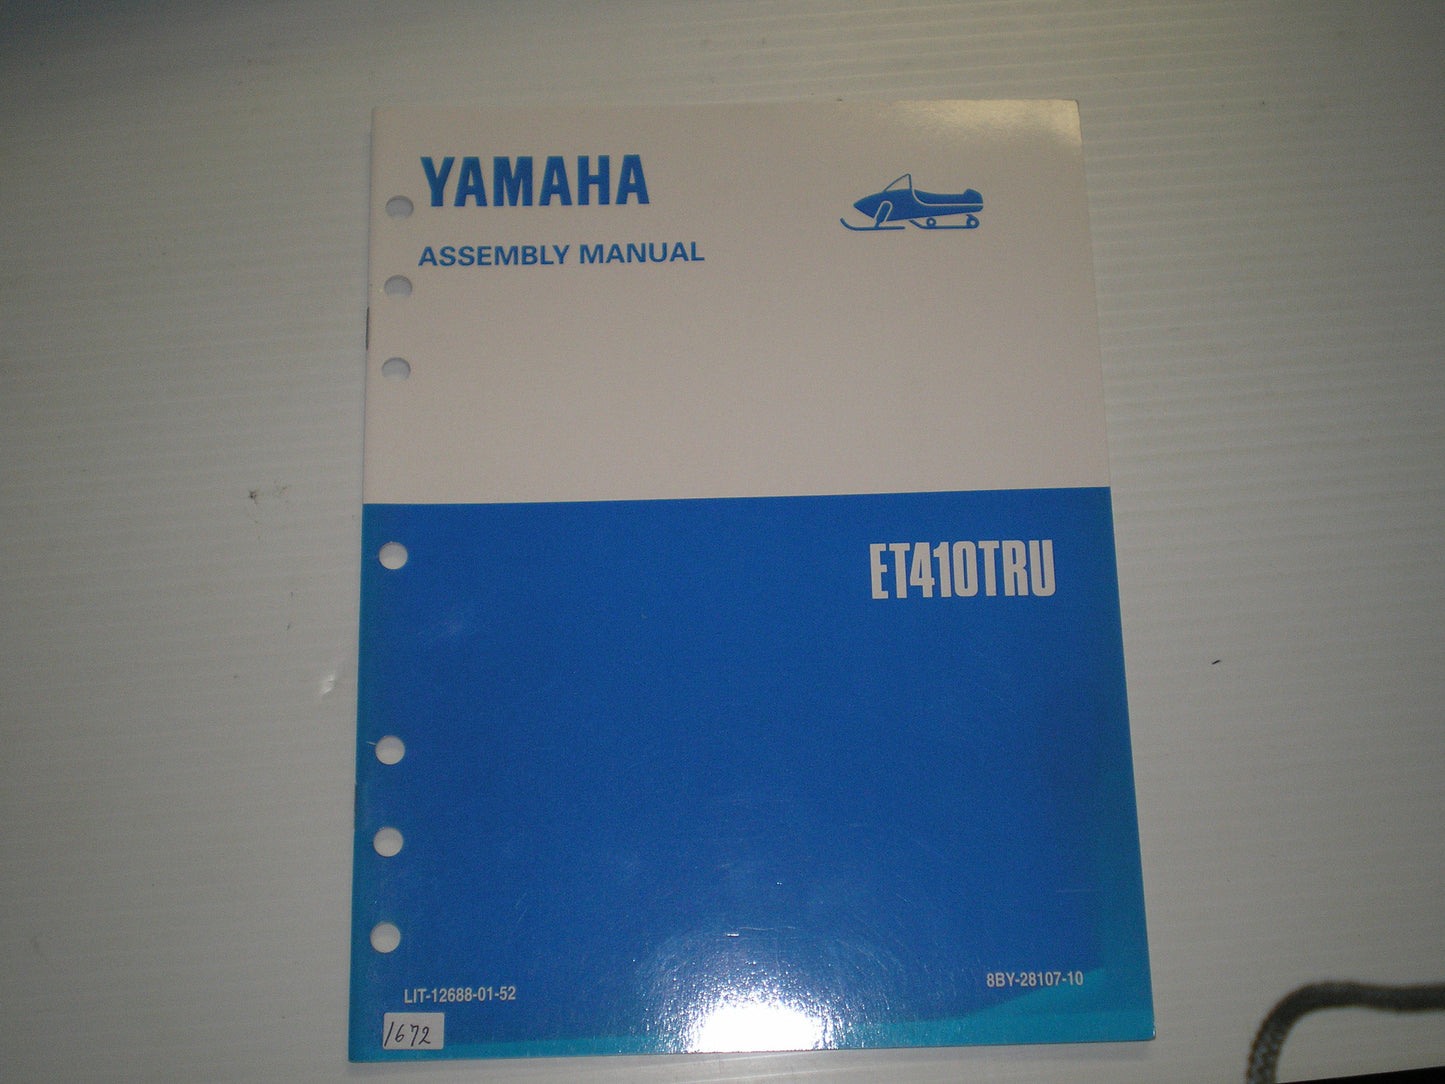 YAMAHA
ASSEMBLY MANUAL
ET410TRU
LIT-12688-01-52
8BY-28107-10
1672